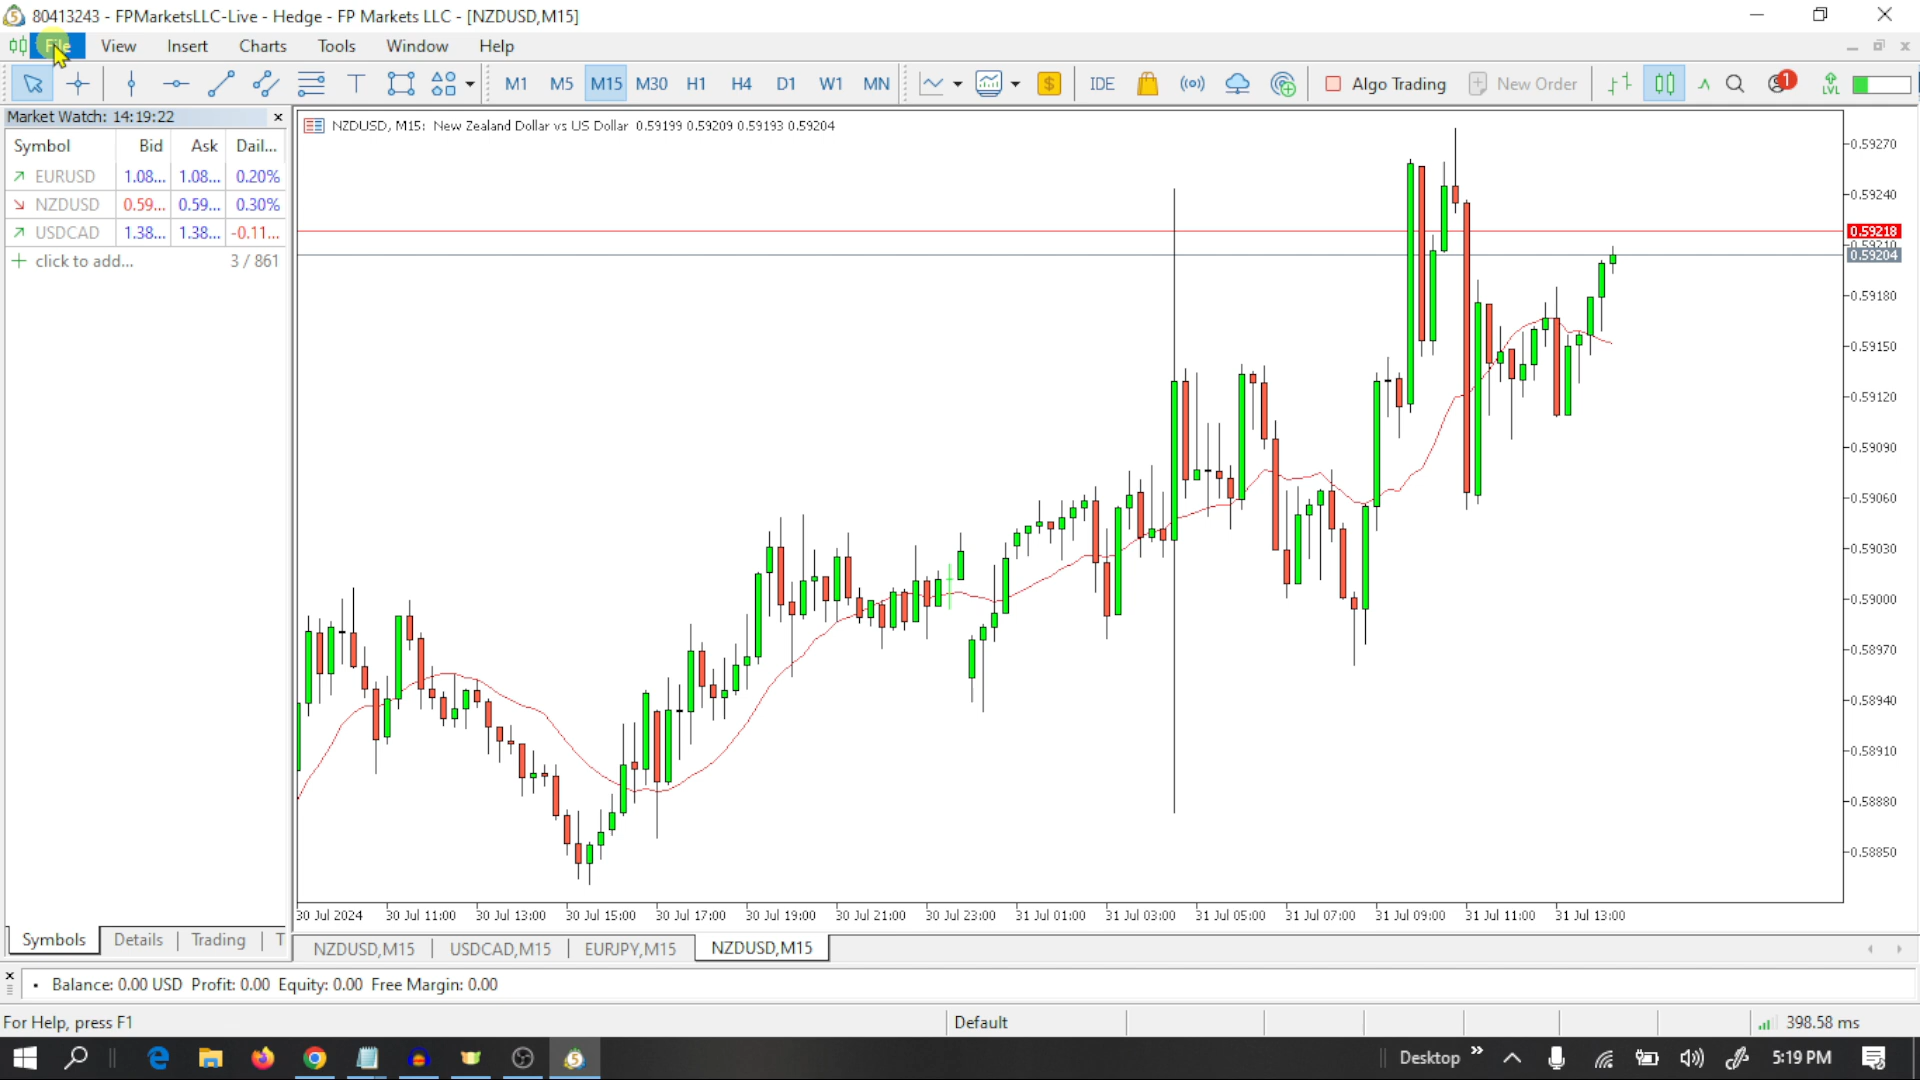 80413243 - FPMarketsLLC-Live - Hedge - FP Markets LLC - [NZDUSD,M15]
File View Insert Charts Tools Window Help
M1 M5 M15 M30 H1 H4 D1 W1 MN IDE Algo Trading New Order 1 LVL
Market Watch: 14:19:22
Symbol Bid Ask Dail...
EURUSD 1.08... 1.08... 0.20%
NZDUSD 0.59... 0.59... 0.30%
USDCAD 1.38... 1.38... -0.11...
click to add... 3 / 861
NZDUSD, M15: New Zealand Dollar vs US Dollar 0.59199 0.59209 0.59193 0.59204
0.59270
0.59240
0.59218
0.59210
0.59204
0.59180
0.59150
0.59120
0.59090
0.59060
0.59030
0.59000
0.58970
0.58940
0.58910
0.58880
0.58850
30 Jul 2024 30 Jul 11:00 30 Jul 13:00 30 Jul 15:00 30 Jul 17:00 30 Jul 19:00 30 Jul 21:00 30 Jul 23:00 31 Jul 01:00 31 Jul 03:00 31 Jul 05:00 31 Jul 07:00 31 Jul 09:00 31 Jul 11:00 31 Jul 13:00
Symbols Details Trading T
NZDUSD,M15 USDCAD,M15 EURJPY,M15 NZDUSD,M15
Balance: 0.00 USD Profit: 0.00 Equity: 0.00 Free Margin: 0.00
For Help, press F1 Default 398.58 ms
Desktop 5:19 PM